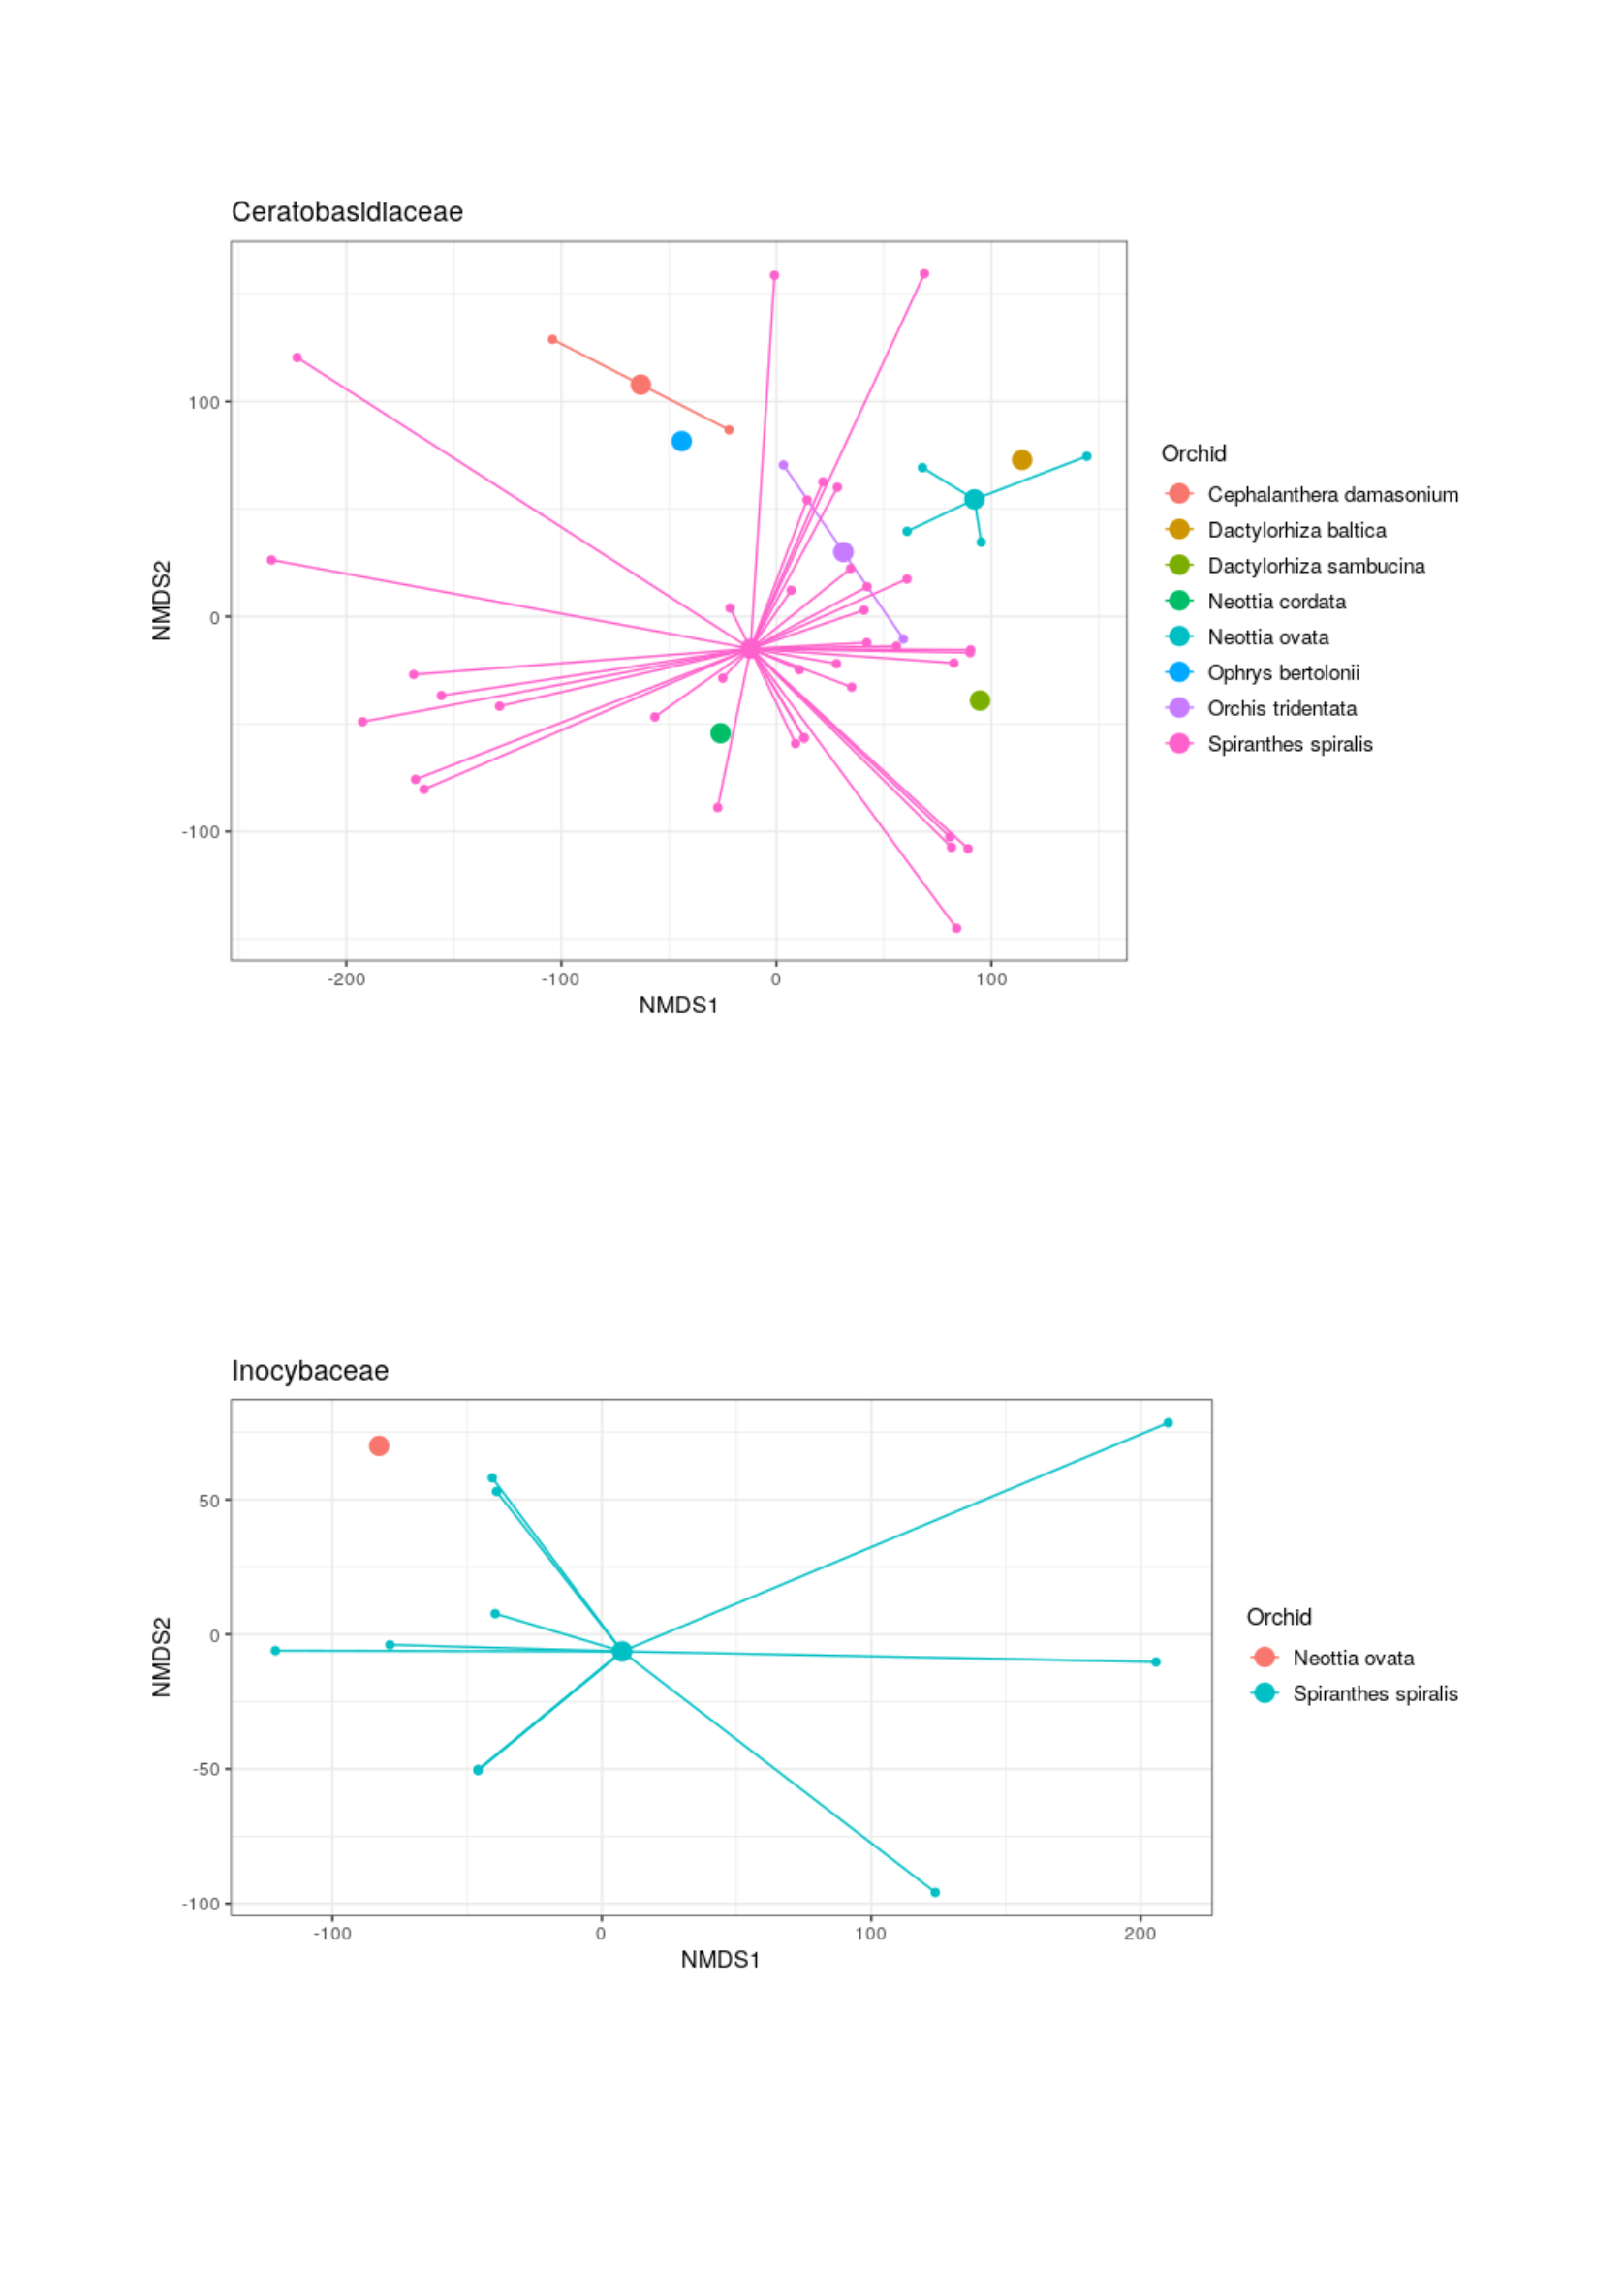 Ceratobasidiaceae
100
0
-100
NMDS2
-200
-100
0
100
NMDS1
Orchid
Cephalanthera damasonium
Dactylorhiza baltica
Dactylorhiza sambucina
Neottia cordata
Neottia ovata
Ophrys bertolonii
Orchis tridentata
Spiranthes spiralis
Inocybaceae
50
0
-50
-100
NMDS2
-100
0
100
200
NMDS1
Orchid
Neottia ovata
Spiranthes spiralis